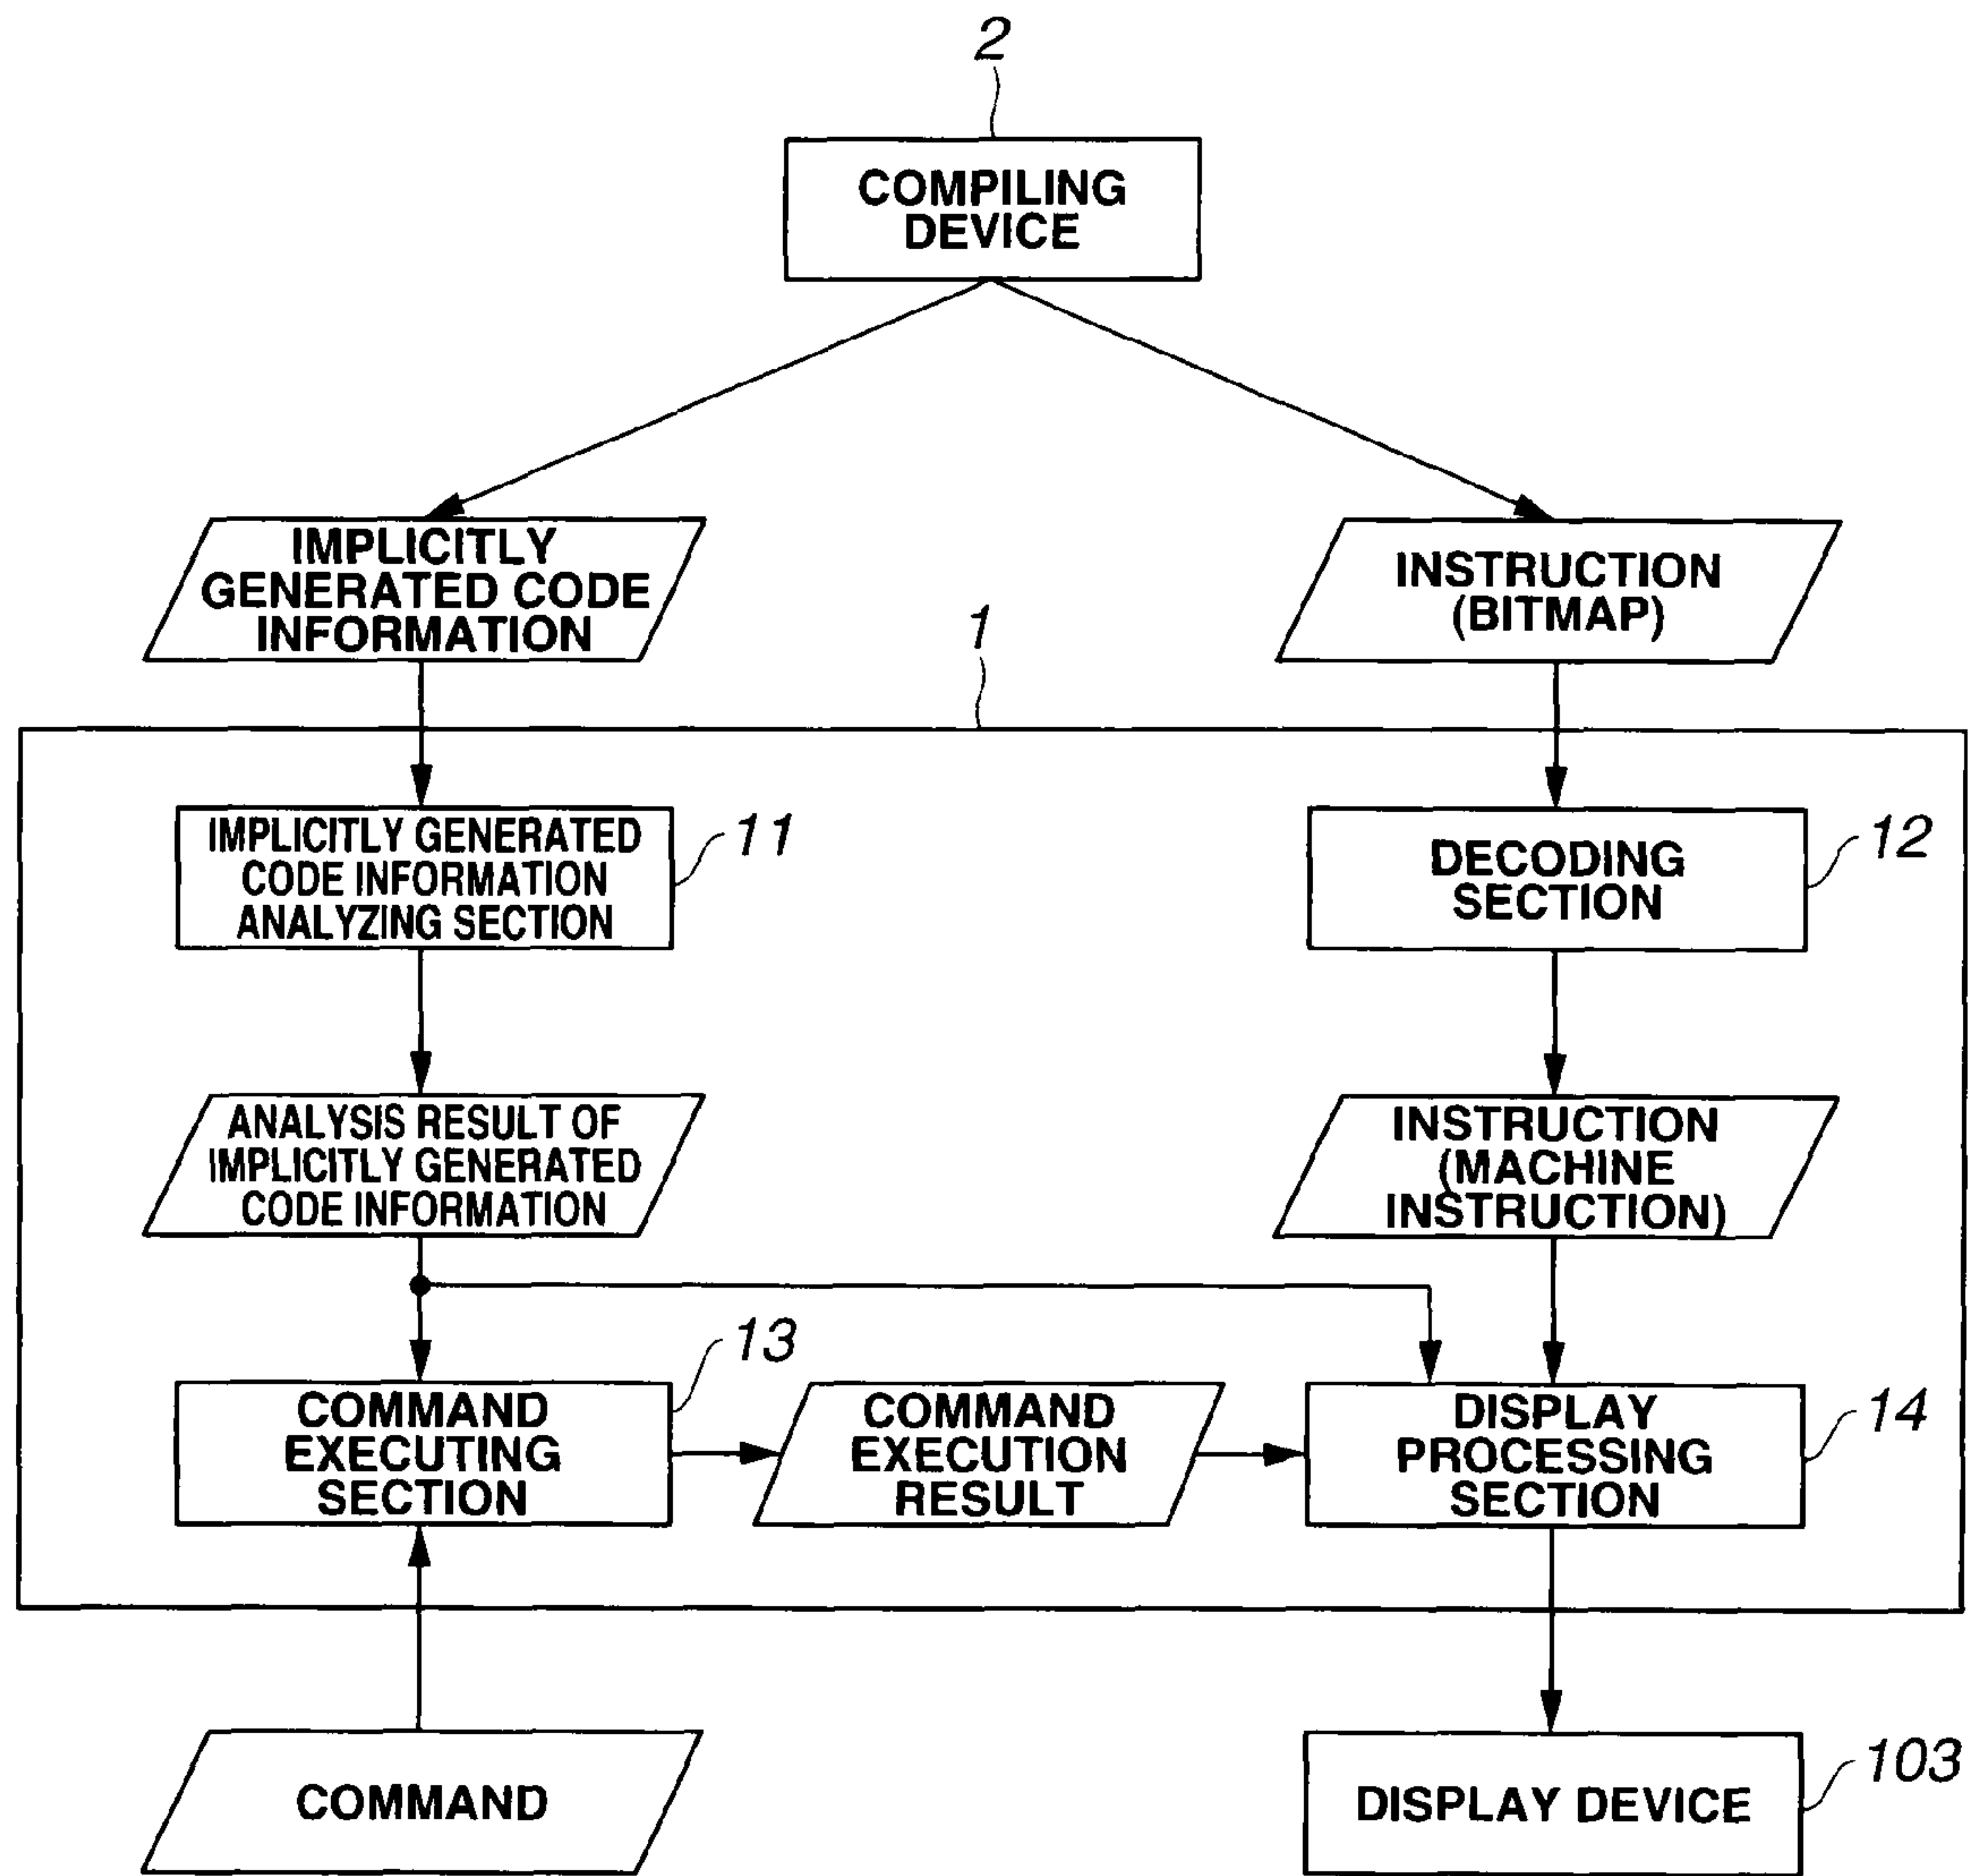 2
COMPILING
DEVICE
IMPLICITLY
GENERATED CODE
INFORMATION
INSTRUCTION
(BITMAP)
1
IMPLICITLY GENERATED
CODE INFORMATION
ANALYZING SECTION
11
DECODING
SECTION
12
ANALYSIS RESULT OF
IMPLICITLY GENERATED
CODE INFORMATION
INSTRUCTION
(MACHINE
INSTRUCTION)
13
COMMAND
EXECUTING
SECTION
COMMAND
EXECUTION
RESULT
DISPLAY
PROCESSING
SECTION
14
COMMAND
DISPLAY DEVICE
103